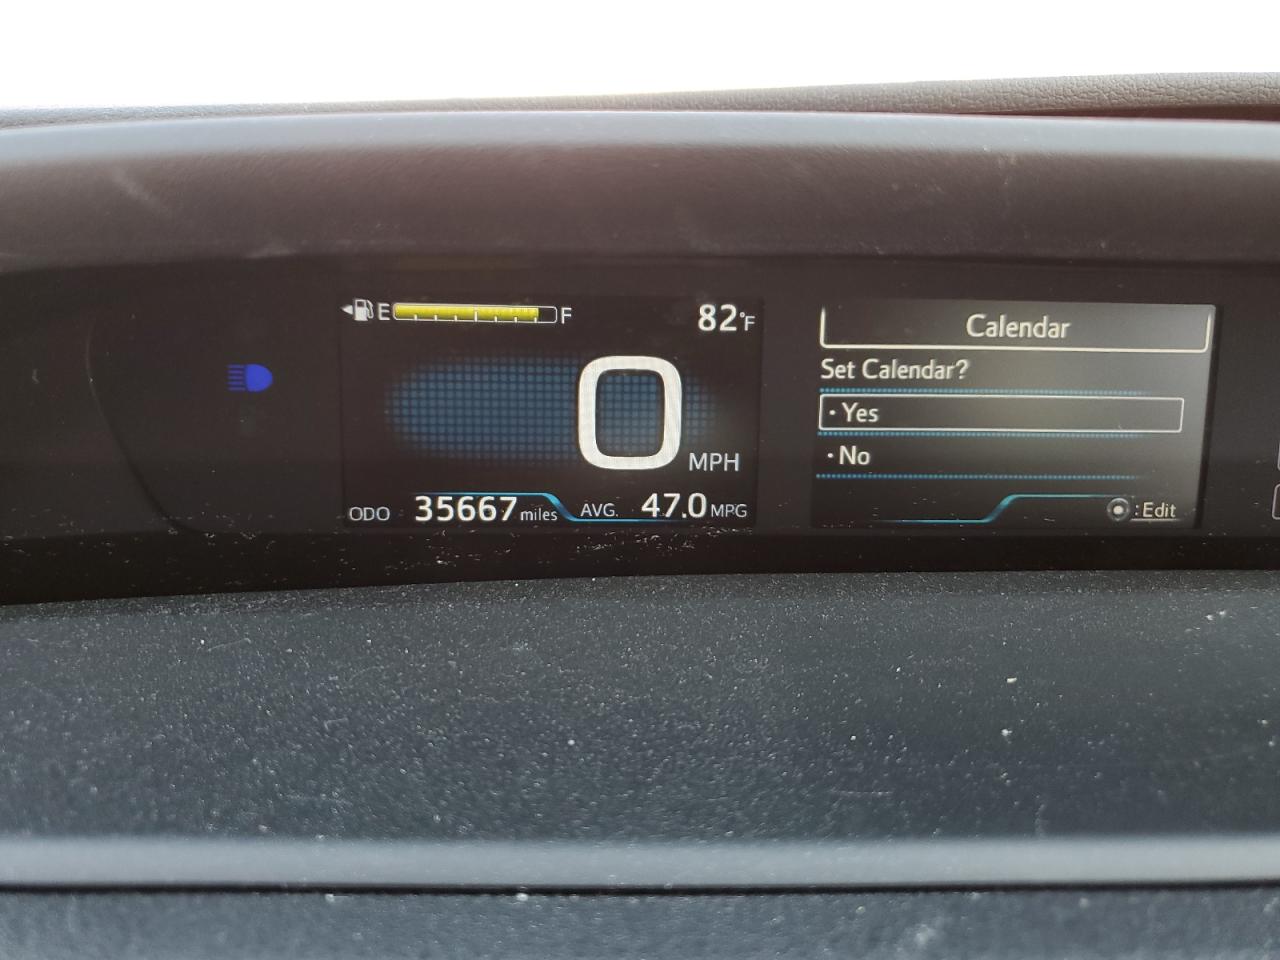 E F
82°F
0 MPH
ODO 35667 miles AVG. 47.0 MPG
Calendar
Set Calendar?
· Yes
· No
:Edit